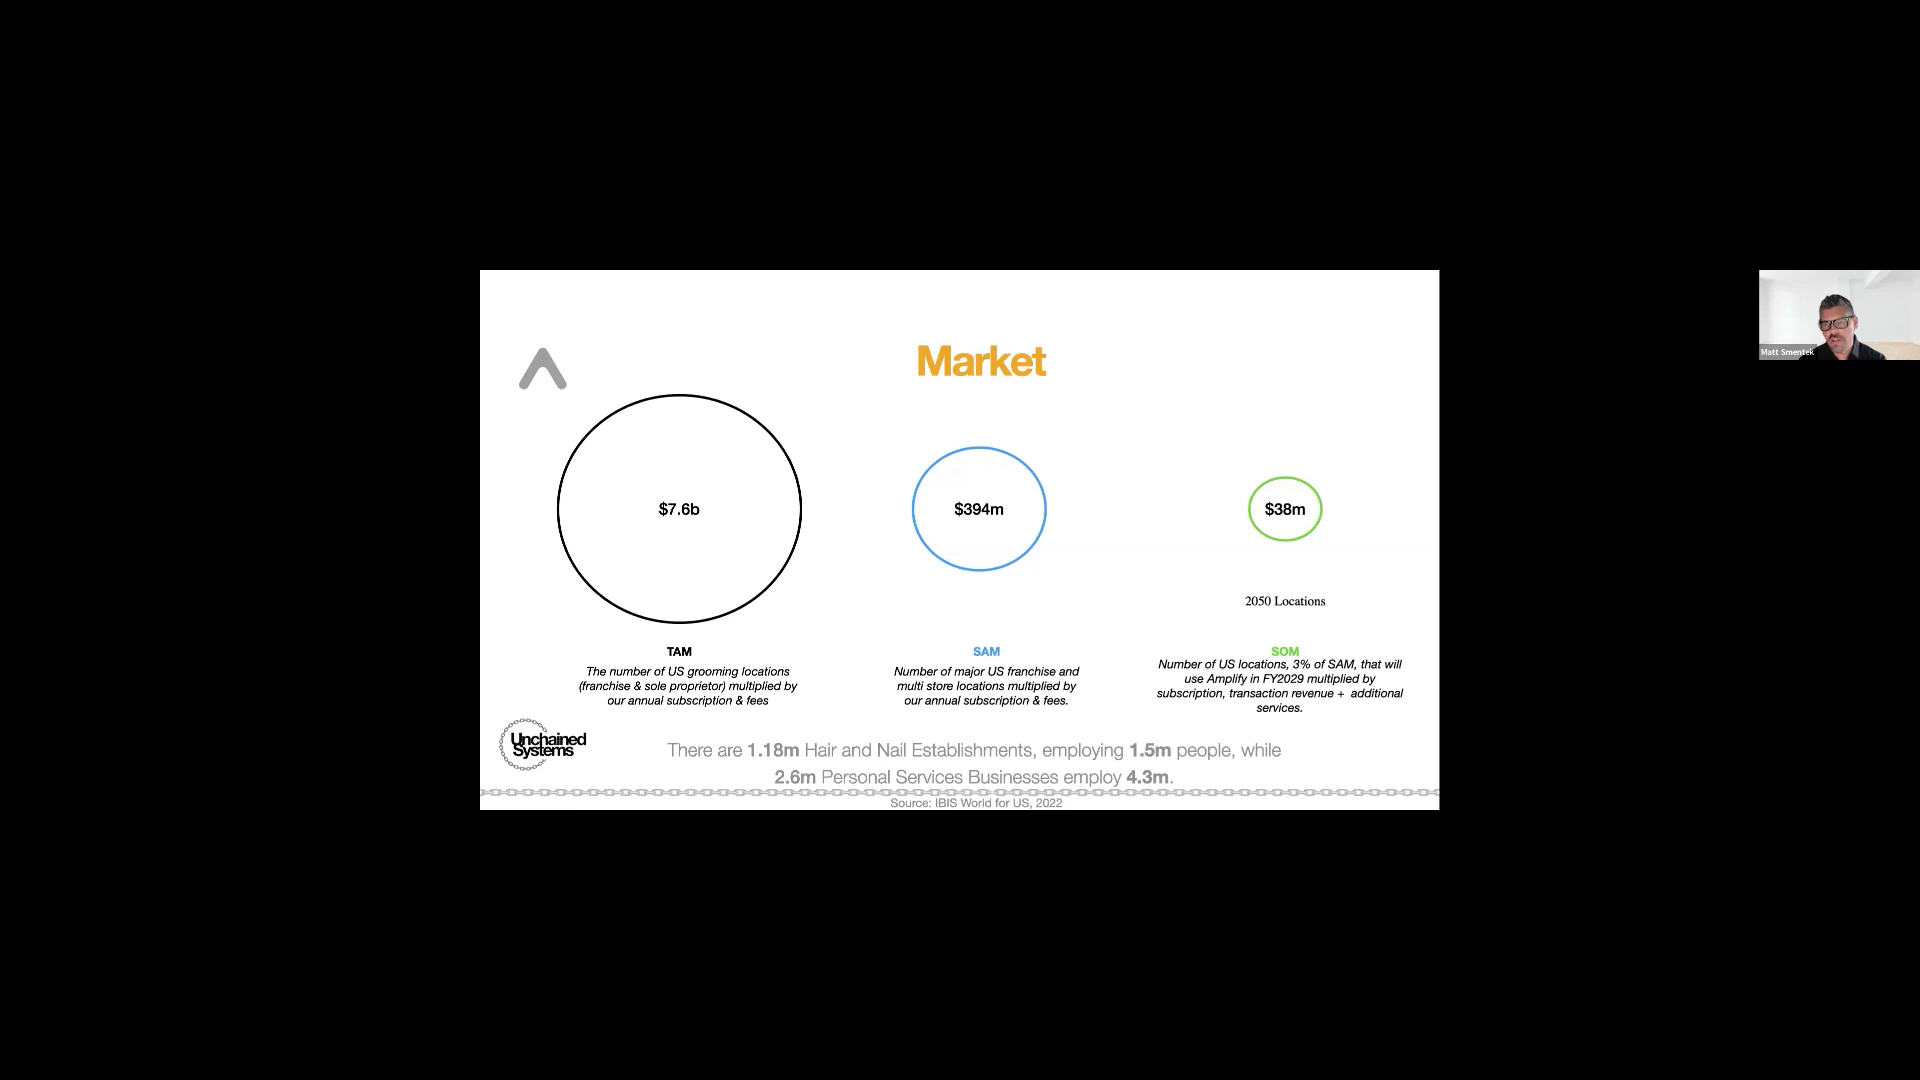 Market
$7.6b
$394m
$38m
2050 Locations
TAM
The number of US grooming locations
(franchise & sole proprietor) multiplied by
our annual subscription & fees
SAM
Number of major US franchise and
multi store locations multiplied by
our annual subscription & fees.
SOM
Number of US locations, 3% of SAM, that will
use Amplify in FY2029 multiplied by
subscription, transaction revenue + additional
services.
Unchained
Systems
There are 1.18m Hair and Nail Establishments, employing 1.5m people, while
2.6m Personal Services Businesses employ 4.3m.
Source: IBIS World for US, 2022
Matt Smentek